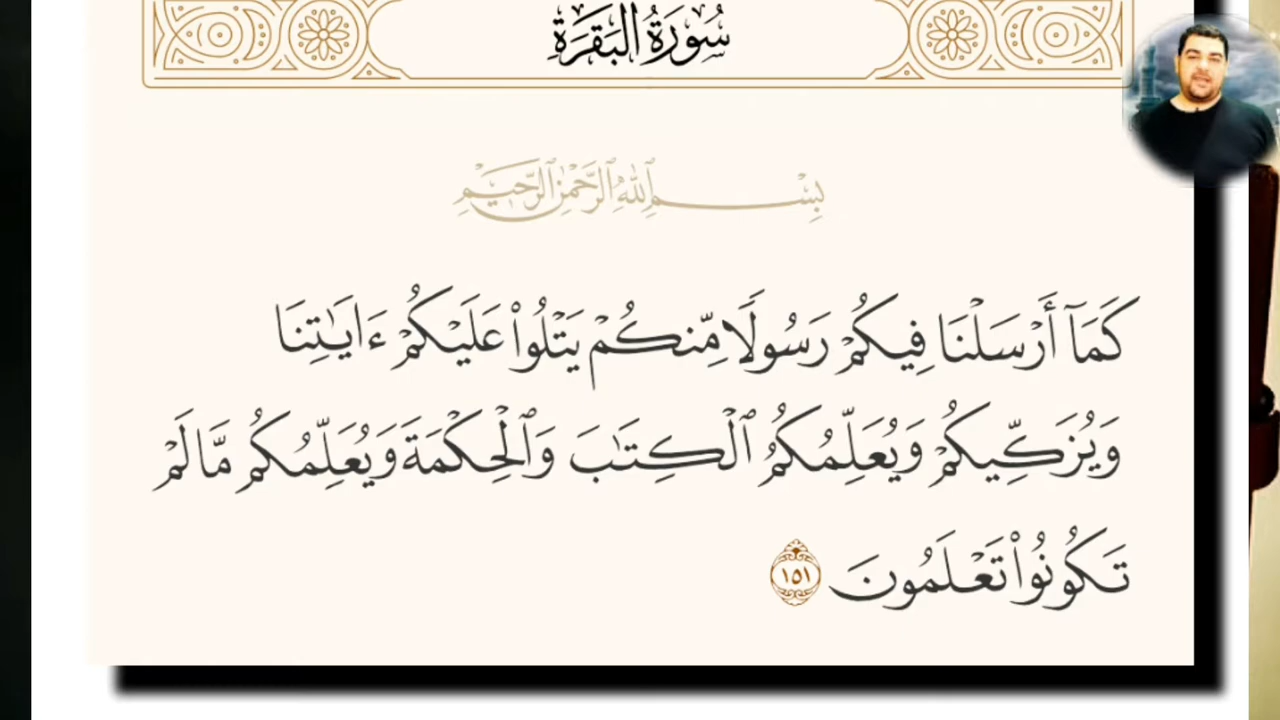 سُورَةُ البَقَرَةِ
بِسْمِ ٱللَّهِ ٱلرَّحْمَٰنِ ٱلرَّحِيمِ
كَمَآ أَرْسَلْنَا فِيكُمْ رَسُولًا مِّنكُمْ يَتْلُوا۟ عَلَيْكُمْ ءَايَٰتِنَا
وَيُزَكِّيكُمْ وَيُعَلِّمُكُمُ ٱلْكِتَٰبَ وَٱلْحِكْمَةَ وَيُعَلِّمُكُم مَّا لَمْ
تَكُونُوا۟ تَعْلَمُونَ ١٥١